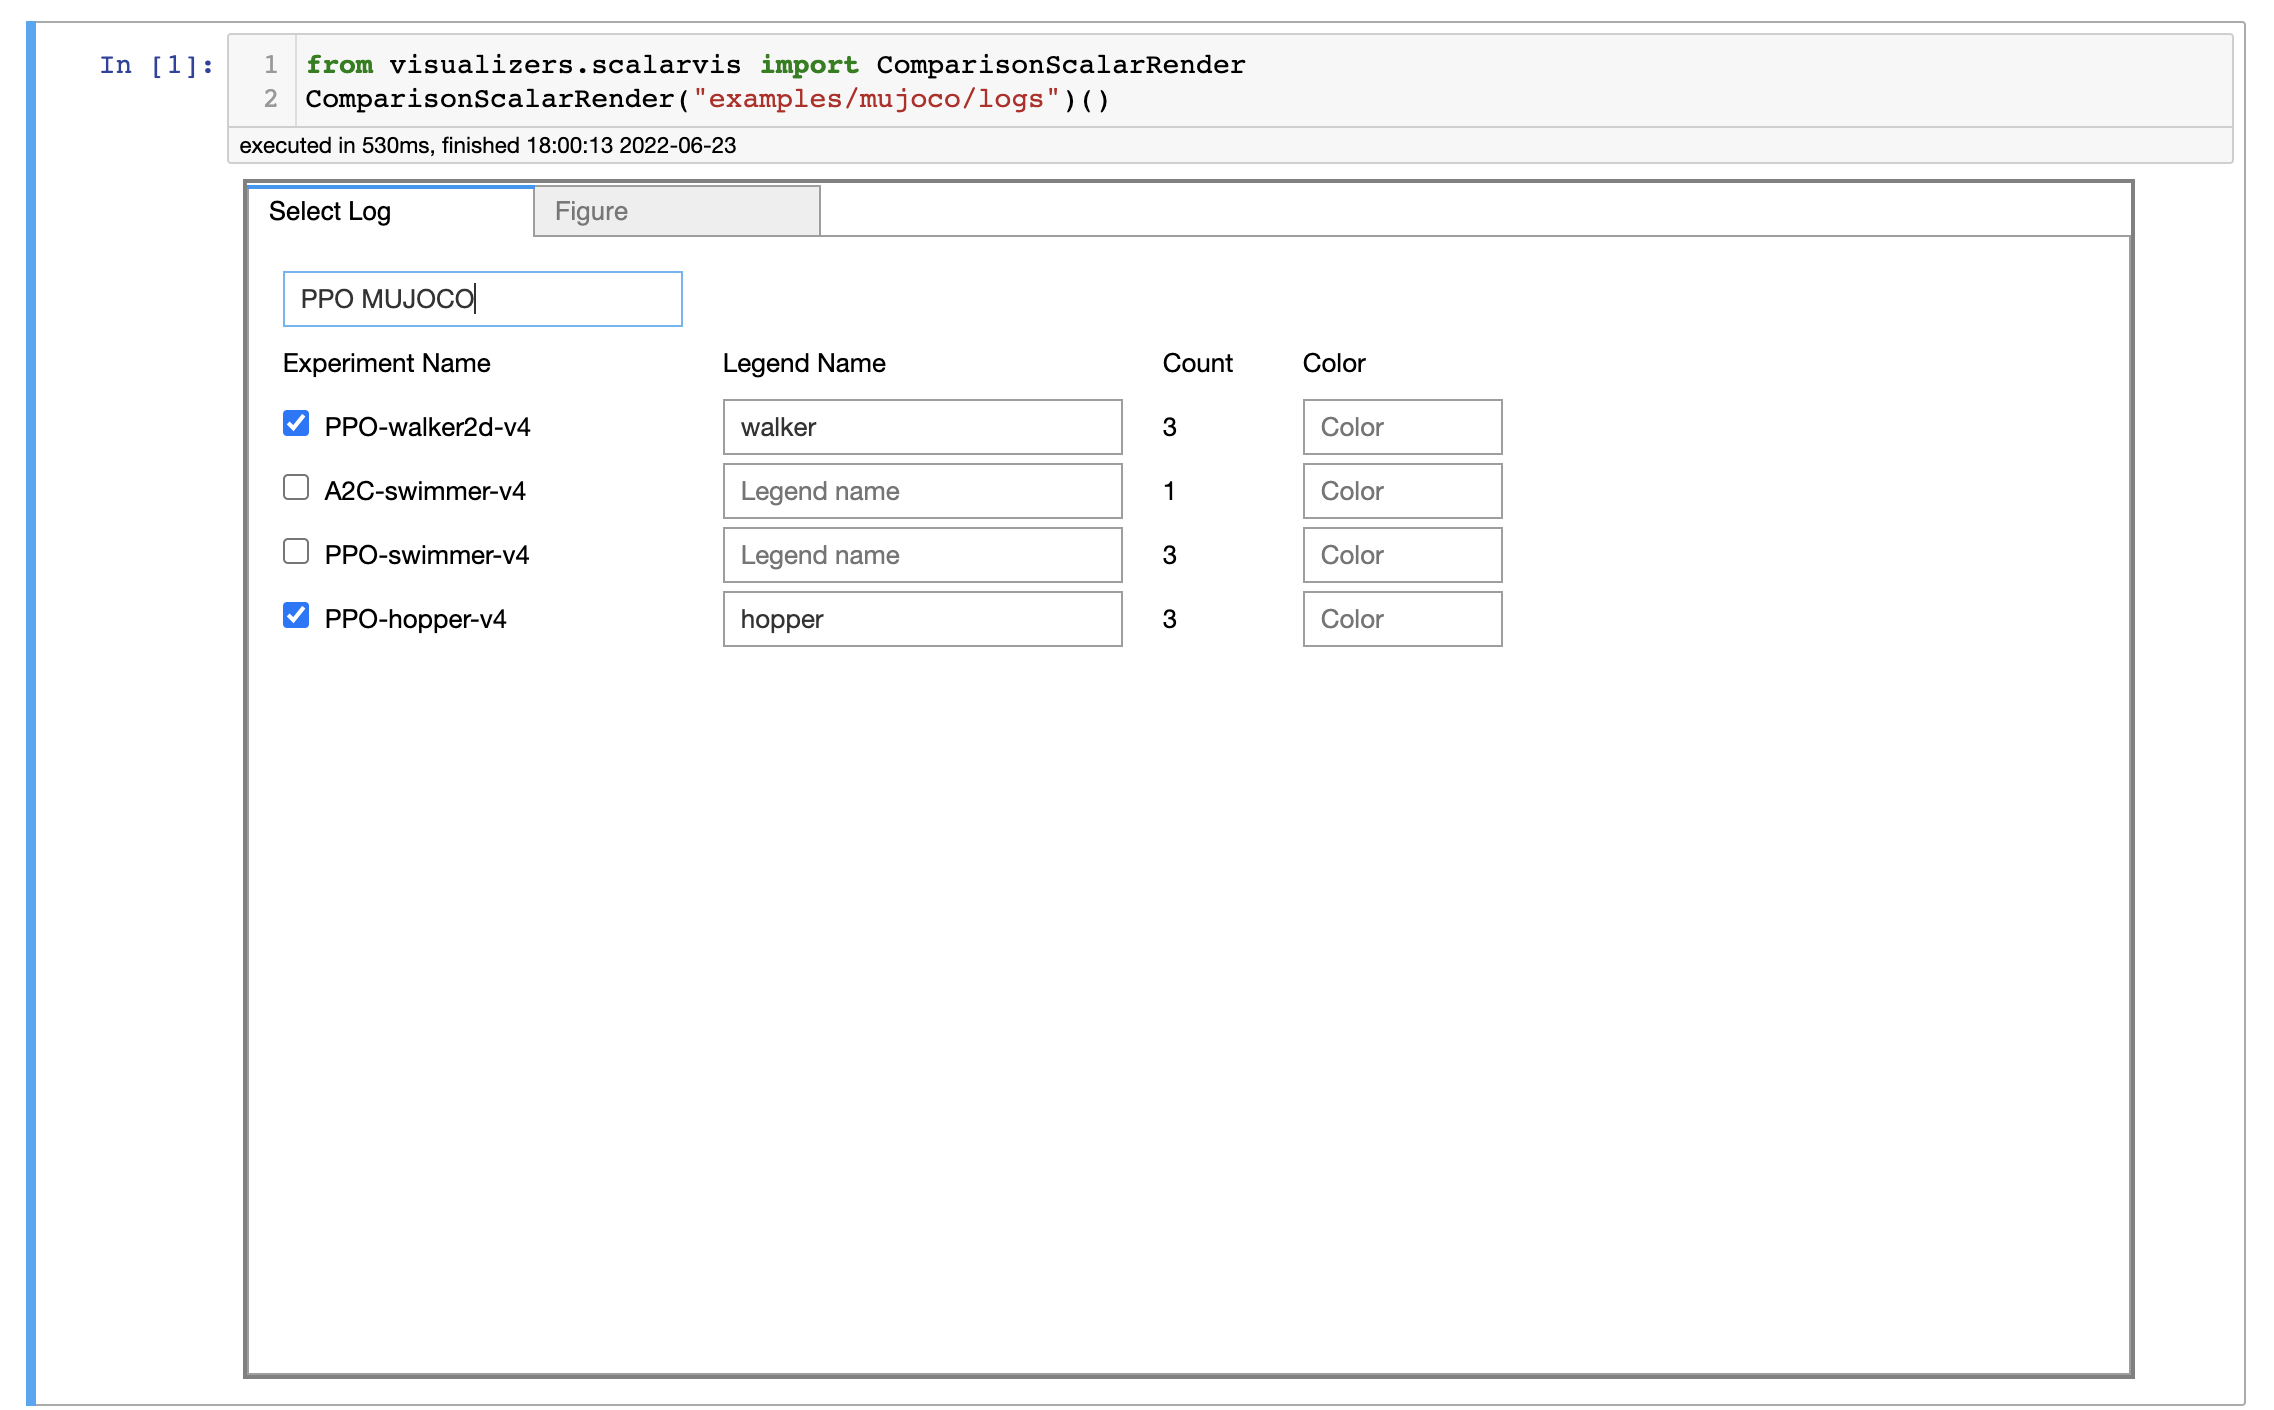 In [1]:
1 from visualizers.scalarvis import ComparisonScalarRender
2 ComparisonScalarRender("examples/mujoco/logs")()
executed in 530ms, finished 18:00:13 2022-06-23
Select Log Figure
PPO MUJOCO
Experiment Name Legend Name Count Color
PPO-walker2d-v4 walker 3 Color
A2C-swimmer-v4 Legend name 1 Color
PPO-swimmer-v4 Legend name 3 Color
PPO-hopper-v4 hopper 3 Color